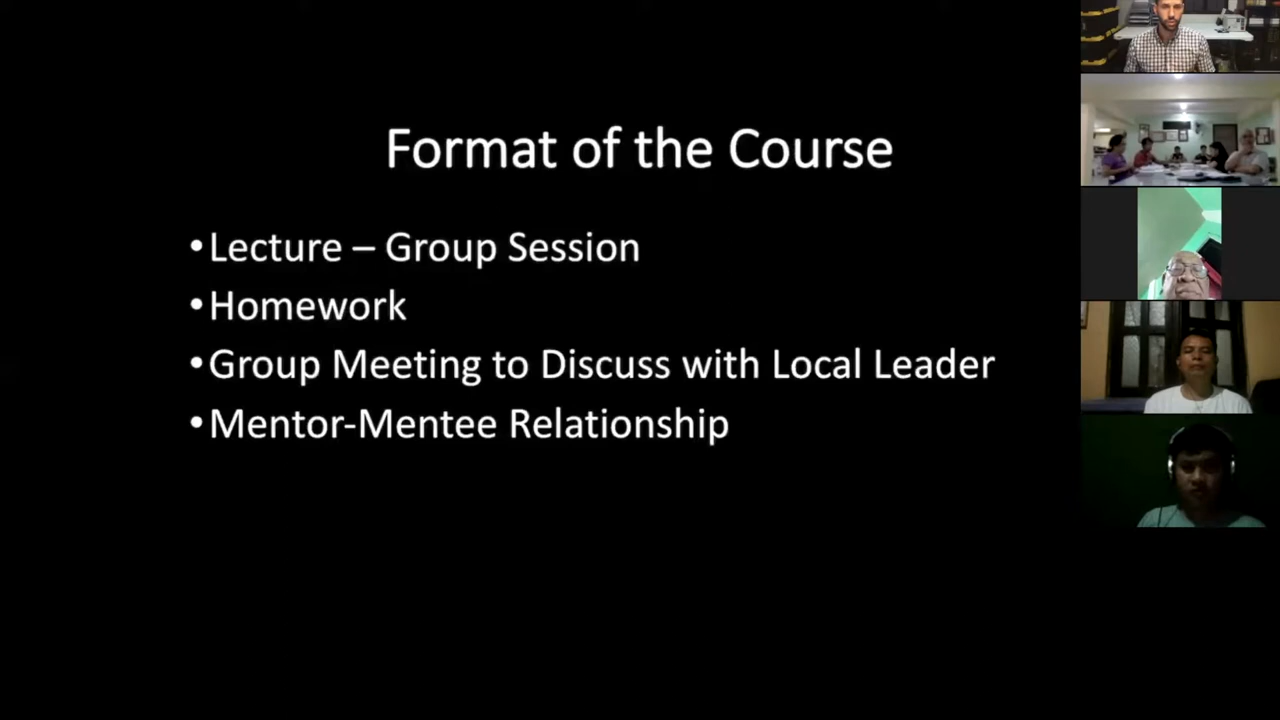 Format of the Course
•Lecture – Group Session
•Homework
•Group Meeting to Discuss with Local Leader
•Mentor-Mentee Relationship